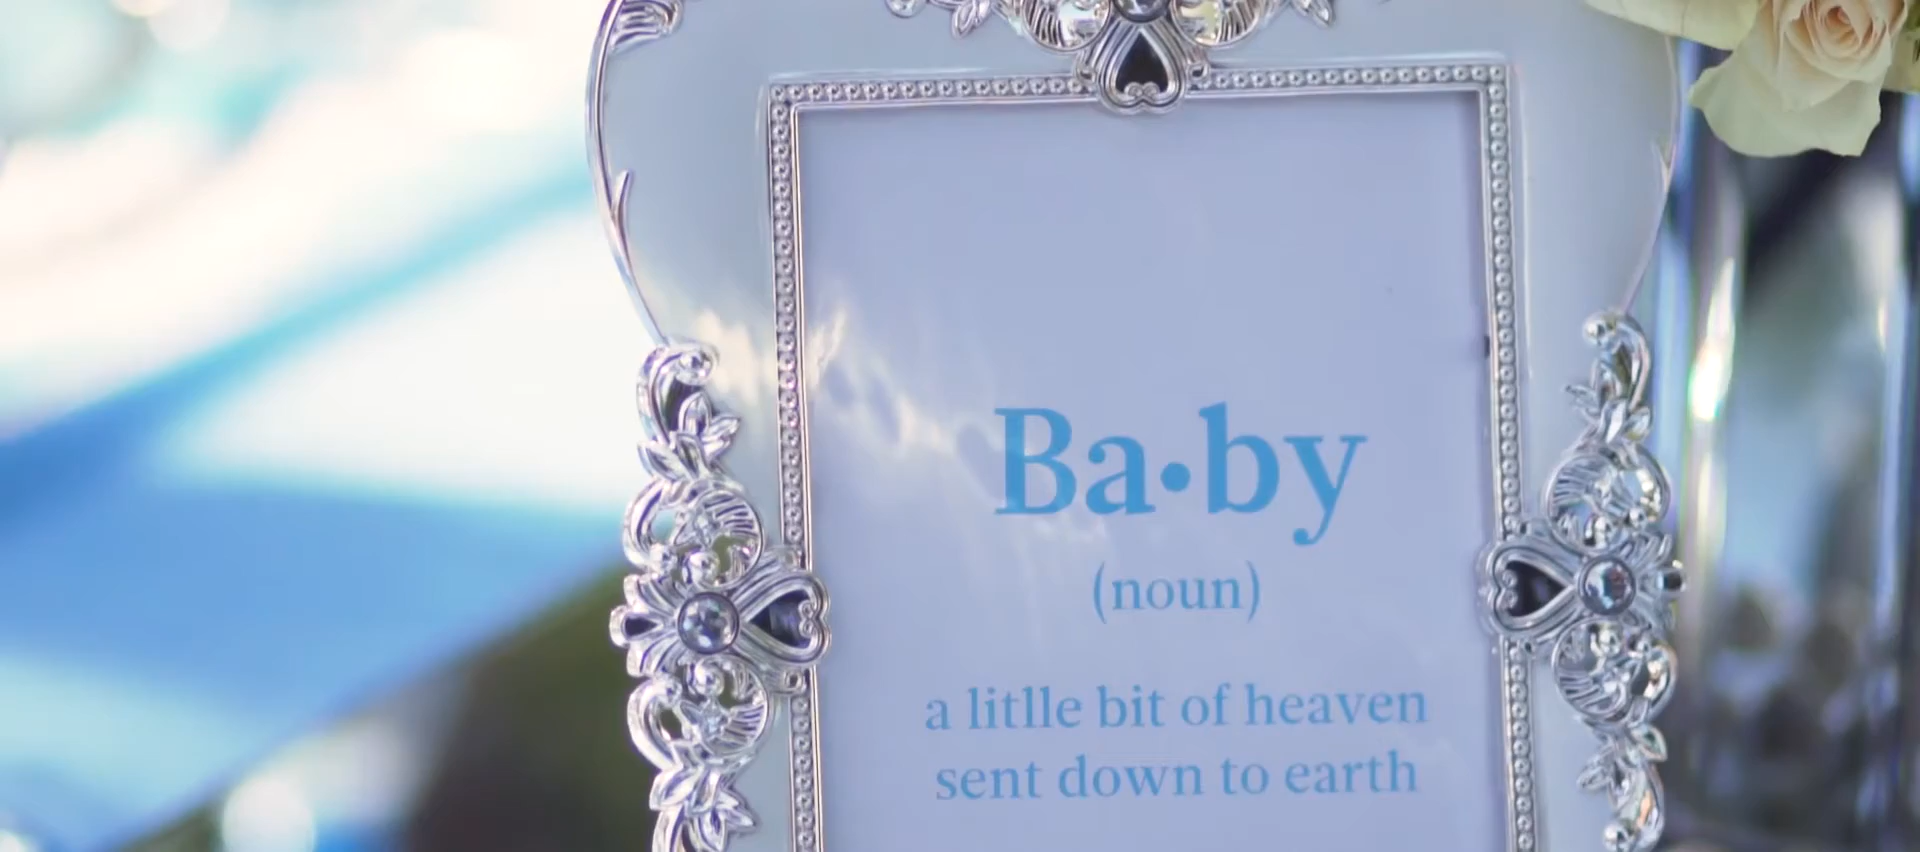 Ba•by
(noun)
a litlle bit of heaven
sent down to earth